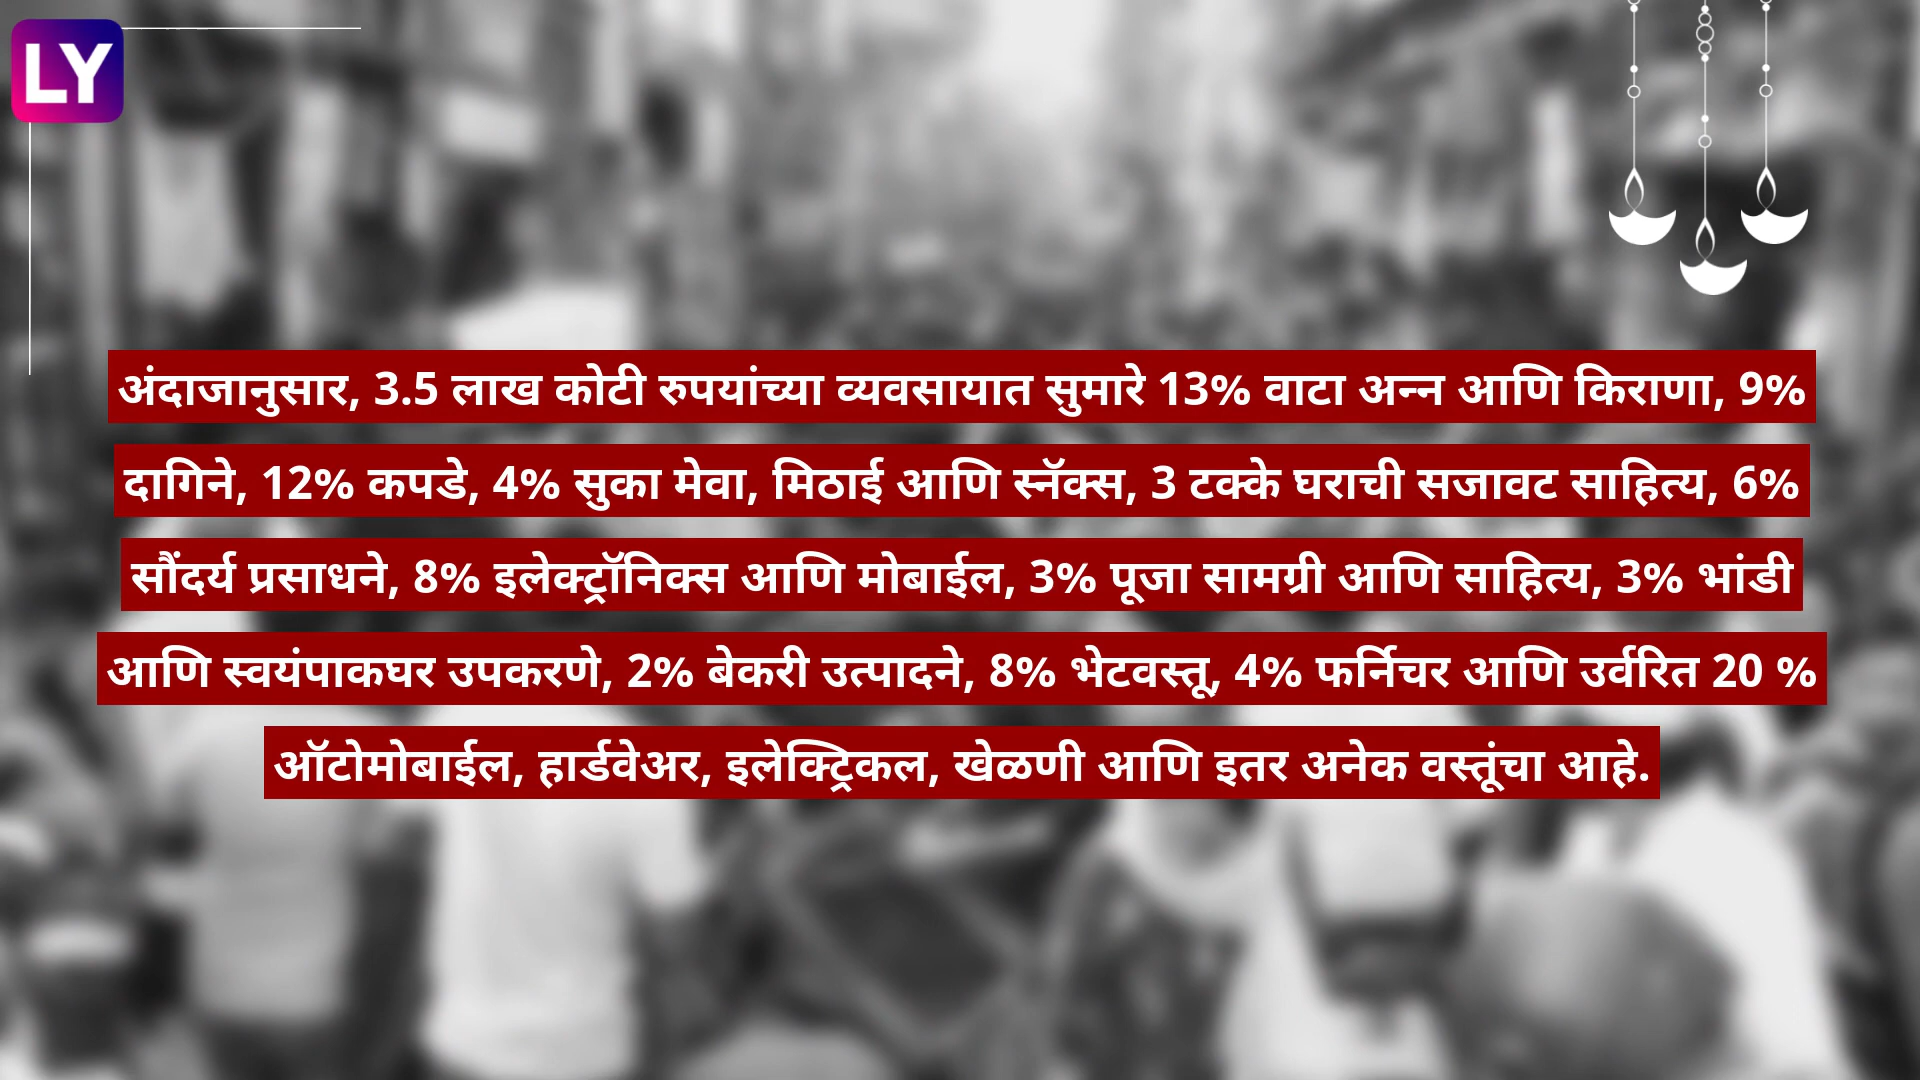 LY
अंदाजानुसार, 3.5 लाख कोटी रुपयांच्या व्यवसायात सुमारे 13% वाटा अन्न आणि किराणा, 9%
दागिने, 12% कपडे, 4% सुका मेवा, मिठाई आणि स्नॅक्स, 3 टक्के घराची सजावट साहित्य, 6%
सौंदर्य प्रसाधने, 8% इलेक्ट्रॉनिक्स आणि मोबाईल, 3% पूजा सामग्री आणि साहित्य, 3% भांडी
आणि स्वयंपाकघर उपकरणे, 2% बेकरी उत्पादने, 8% भेटवस्तू, 4% फर्निचर आणि उर्वरित 20 %
ऑटोमोबाईल, हार्डवेअर, इलेक्ट्रिकल, खेळणी आणि इतर अनेक वस्तूंचा आहे.